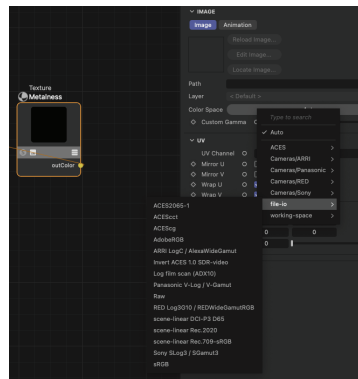 IMAGE
Image Animation
Reload Image...
Edit Image...
Locate Image...
Path
Layer < Default >
Color Space
Type to search
Custom Gamma
Auto
UV
ACES
UV Channel
Cameras/ARRI
Mirror U
Cameras/Panasonic
Mirror V
Cameras/RED
Wrap U
Cameras/Sony
Wrap V
file-io
working-space
0 0
0
Texture
Metalness
outColor
ACES2065-1
ACEScct
ACEScg
AdobeRGB
ARRI LogC / AlexaWideGamut
Invert ACES 1.0 SDR-video
Log film scan (ADX10)
Panasonic V-Log / V-Gamut
Raw
RED Log3G10 / REDWideGamutRGB
scene-linear DCI-P3 D65
scene-linear Rec.2020
scene-linear Rec.709-sRGB
Sony SLog3 / SGamut3
sRGB